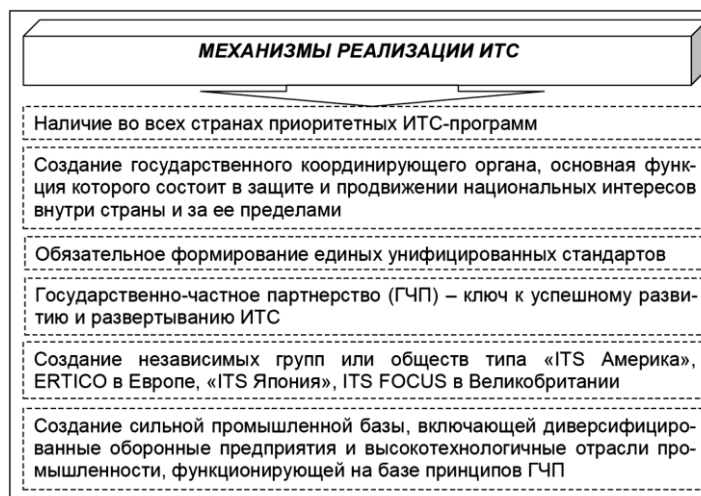 МЕХАНИЗМЫ РЕАЛИЗАЦИИ ИТС
Наличие во всех странах приоритетных ИТС-программ
Создание государственного координирующего органа, основная функ-
ция которого состоит в защите и продвижении национальных интересов
внутри страны и за ее пределами
Обязательное формирование единых унифицированных стандартов
Государственно-частное партнерство (ГЧП) – ключ к успешному разви-
тию и развертыванию ИТС
Создание независимых групп или обществ типа «ITS Америка»,
ERTICO в Европе, «ITS Япония», ITS FOCUS в Великобритании
Создание сильной промышленной базы, включающей диверсифициро-
ванные оборонные предприятия и высокотехнологичные отрасли про-
мышленности, функционирующей на базе принципов ГЧП